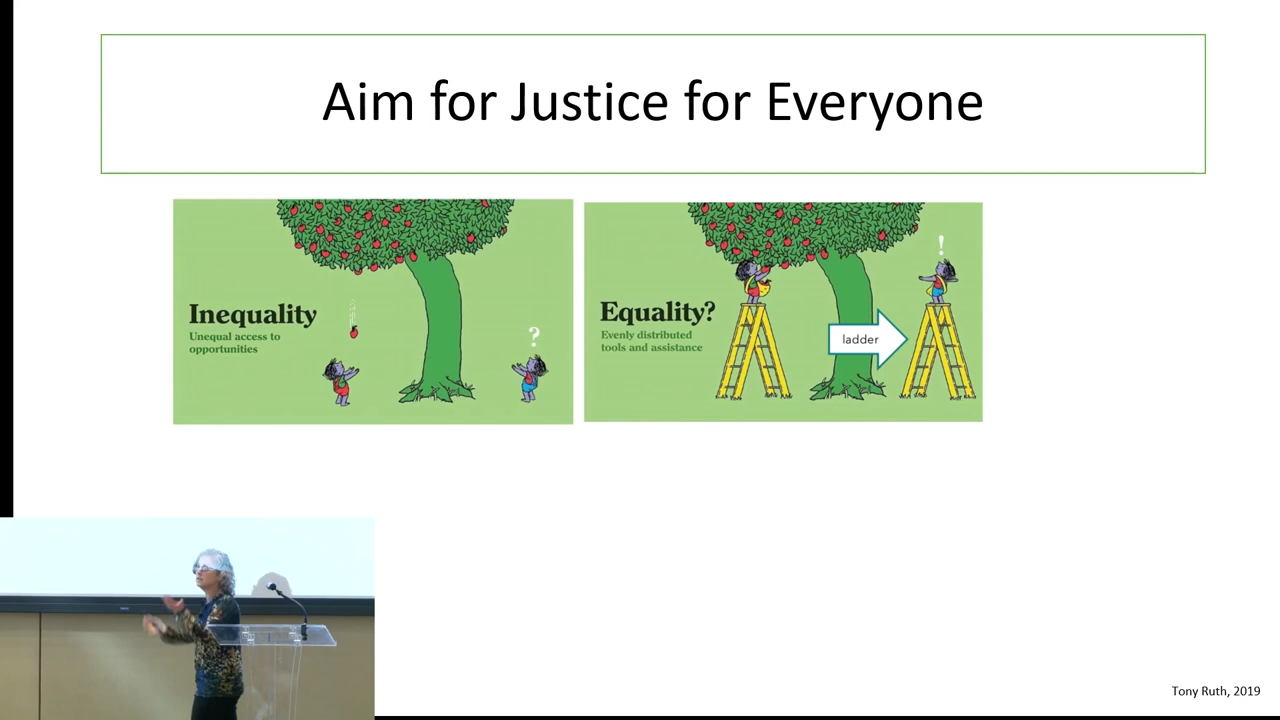 Aim for Justice for Everyone
Inequality
Unequal access to
opportunities
?
Equality?
Evenly distributed
tools and assistance
!
ladder
Tony Ruth, 2019